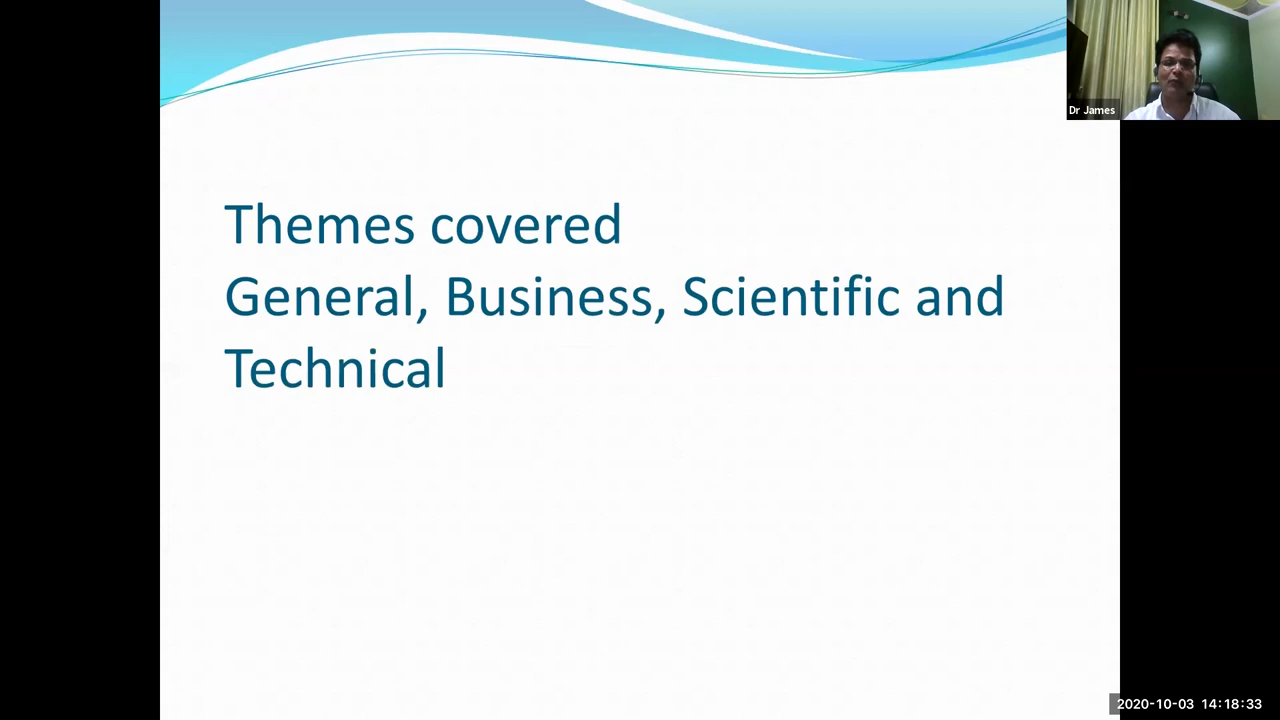 Dr James
Themes covered
General, Business, Scientific and
Technical
2020-10-03 14:18:33